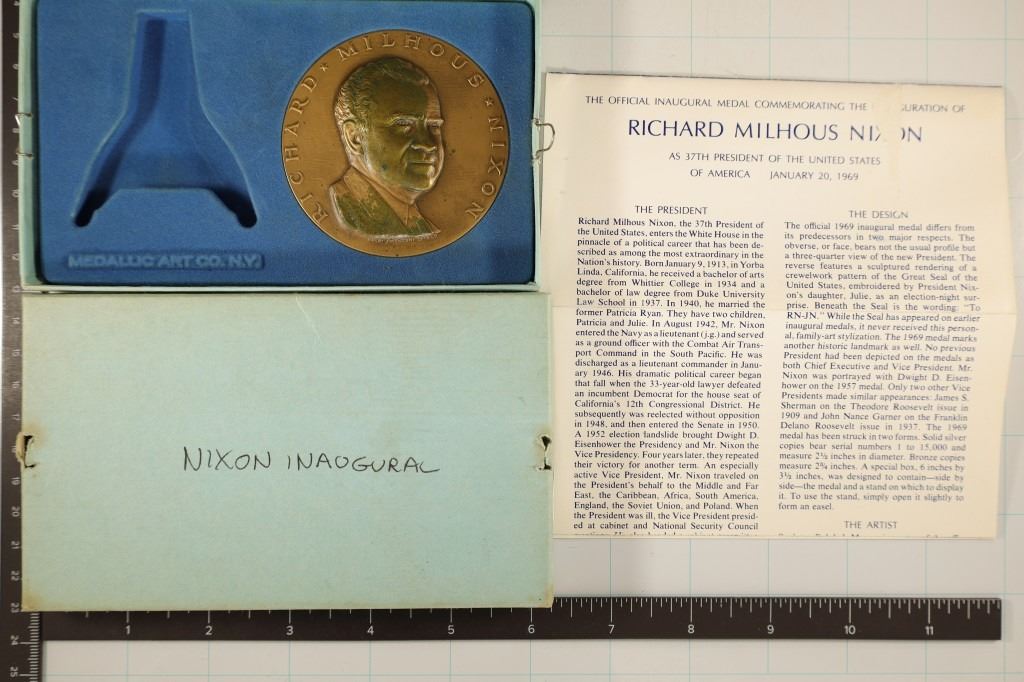 RICHARD ★ MILHOUS ★ NIXON
MEDALLIC ART CO. N.Y.
NIXON INAUGURAL
THE OFFICIAL INAUGURAL MEDAL COMMEMORATING THE GURATION OF
RICHARD MILHOUS NIXON
AS 37TH PRESIDENT OF THE UNITED STATES
OF AMERICA JANUARY 20, 1969
THE PRESIDENT
Richard Milhous Nixon, the 37th President of
the United States, enters the White House in the
pinnacle of a political career that has been de-
scribed as among the most extraordinary in the
Nation's history. Born January 9, 1913, in Yorba
Linda, California, he received a bachelor of arts
degree from Whittier College in 1934 and a
bachelor of law degree from Duke University
Law School in 1937. In 1940, he married the
former Patricia Ryan. They have two children,
Patricia and Julie. In August 1942, Mr. Nixon
entered the Navy as a lieutenant (j.g.) and served
as a ground officer with the Combat Air Trans-
port Command in the South Pacific. He was
discharged as a lieutenant commander in Janu-
ary 1946. His dramatic political career began
that fall when the 33-year-old lawyer defeated
an incumbent Democrat for the house seat of
California's 12th Congressional District. He
subsequently was reelected without opposition
in 1948, and then entered the Senate in 1950.
A 1952 election landslide brought Dwight D.
Eisenhower the Presidency and Mr. Nixon the
Vice Presidency. Four years later, they repeated
their victory for another term. An especially
active Vice President, Mr. Nixon traveled on
the President's behalf to the Middle and Far
East, the Caribbean, Africa, South America,
England, the Soviet Union, and Poland. When
the President was ill, the Vice President presid-
ed at cabinet and National Security Council
THE DESIGN
The official 1969 inaugural medal differs from
its predecessors in two major respects. The
obverse, or face, bears not the usual profile but
a three-quarter view of the new President. The
reverse features a sculptured rendering of a
crewelwork pattern of the Great Seal of the
United States, embroidered by President Nix-
on's daughter, Julie, as an election-night sur-
prise. Beneath the Seal is the wording: "To
RN-JN." While the Seal has appeared on earlier
inaugural medals, it never received this person-
al, family-art stylization. The 1969 medal marks
another historic landmark as well. No previous
President had been depicted on the medals as
both Chief Executive and Vice President. Mr.
Nixon was portrayed with Dwight D. Eisen-
hower on the 1957 medal. Only two other Vice
Presidents made similar appearances: James S.
Sherman on the Theodore Roosevelt issue in
1909 and John Nance Garner on the Franklin
Delano Roosevelt issue in 1937. The 1969
medal has been struck in two forms. Solid silver
copies bear serial numbers 1 to 15,000 and
measure 2½ inches in diameter. Bronze copies
measure 2¾ inches. A special box, 6 inches by
3½ inches, was designed to contain—side by
side—the medal and a stand on which to display
it. To use the stand, simply open it slightly to
form an easel.
THE ARTIST
1 2 3 4 5 6 7 8 9 10 11